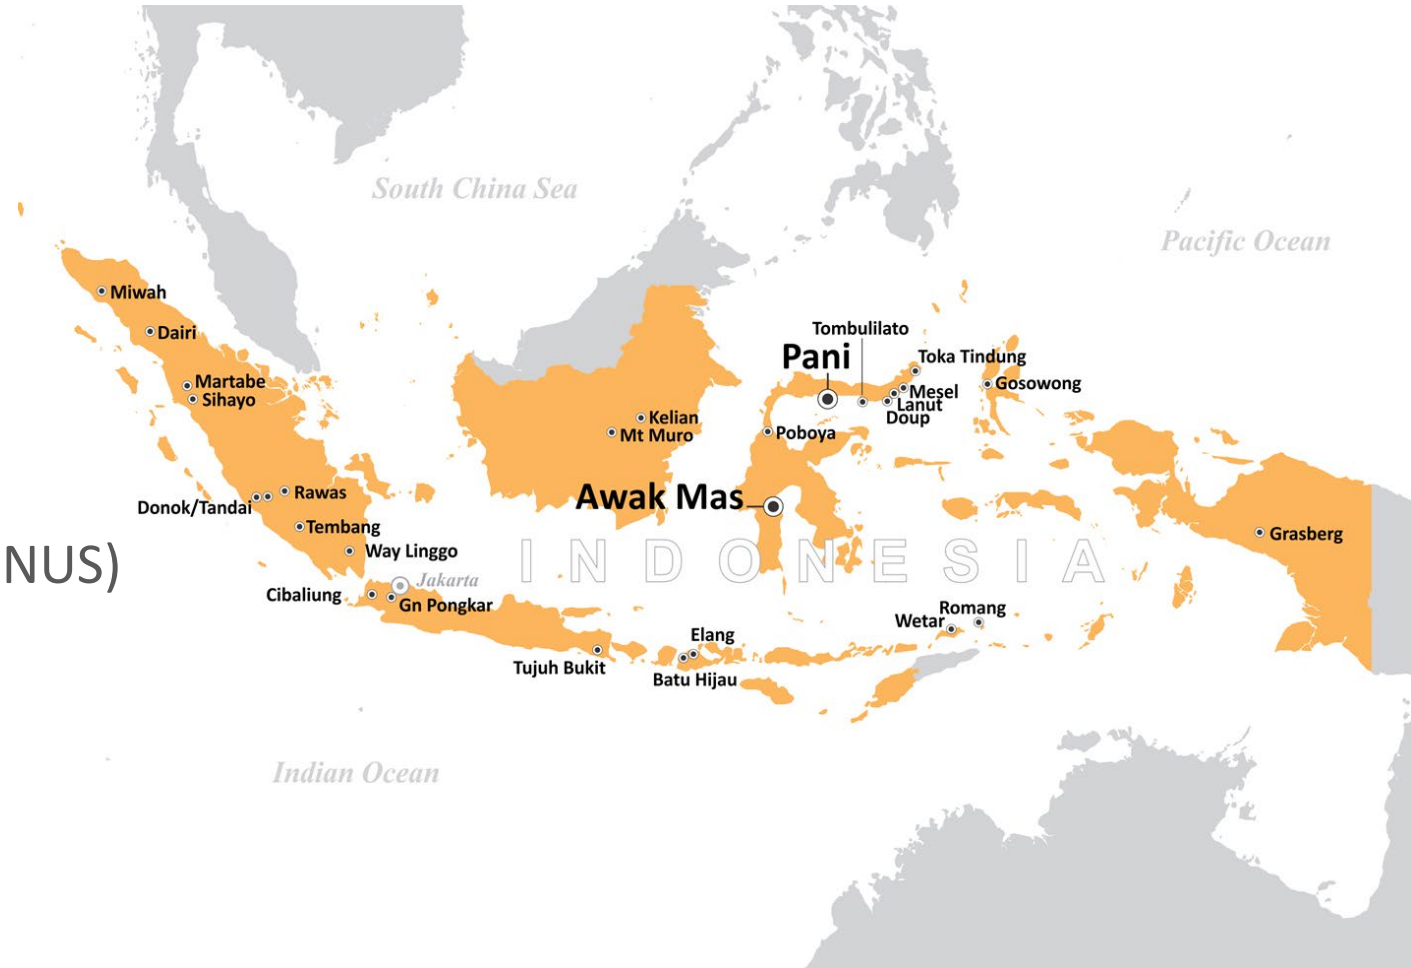 South China Sea
Pacific Ocean
Miwah
Dairi
Martabe
Sihayo
Tombulilato
Pani
Toka Tindung
Gosowong
Mesel
Lanut
Doup
Kelian
Mt Muro
Poboya
Awak Mas
Rawas
Donok/Tandai
Tembang
Way Linggo
Grasberg
INDONESIA
NUS)
Jakarta
Cibaliung
Gn Pongkar
Romang
Wetar
Elang
Tujuh Bukit
Batu Hijau
Indian Ocean